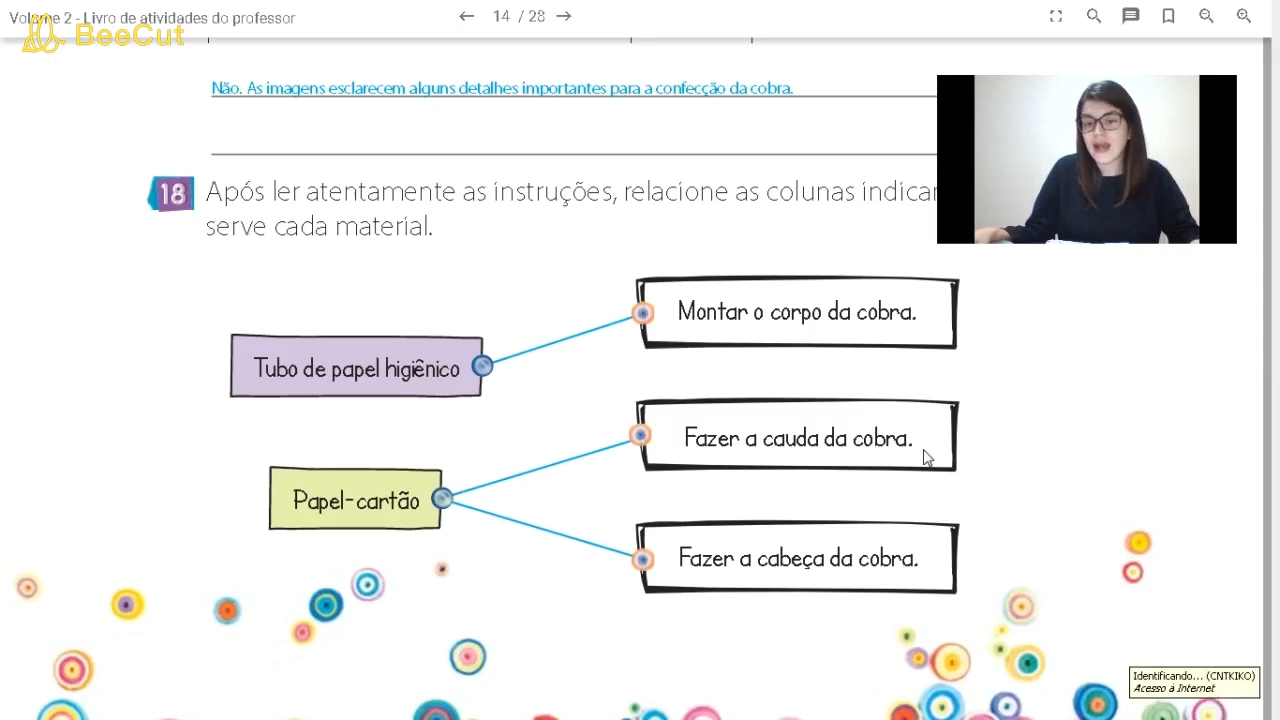 Volume 2 - Livro de atividades do professor
14 / 28
BeeCut
Não. As imagens esclarecem alguns detalhes importantes para a confecção da cobra.
18 Após ler atentamente as instruções, relacione as colunas indicar
serve cada material.
Montar o corpo da cobra.
Tubo de papel higiênico
Fazer a cauda da cobra.
Papel-cartão
Fazer a cabeça da cobra.
Identificando... (CNTKIKO)
Acesso à Internet